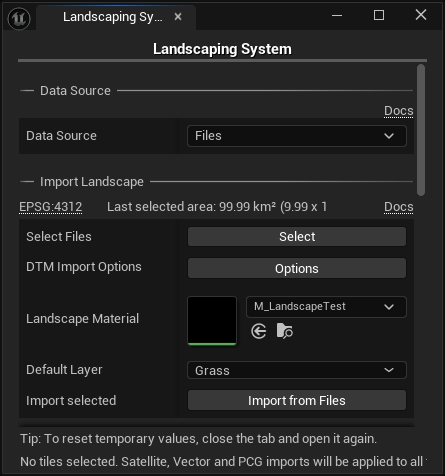 Landscaping Sy...
Landscaping System
Data Source
Docs
Data Source Files
Import Landscape
EPSG:4312 Last selected area: 99.99 km² (9.99 x 1 Docs
Select Files Select
DTM Import Options Options
Landscape Material M_LandscapeTest
Default Layer Grass
Import selected Import from Files
Tip: To reset temporary values, close the tab and open it again.
No tiles selected. Satellite, Vector and PCG imports will be applied to all